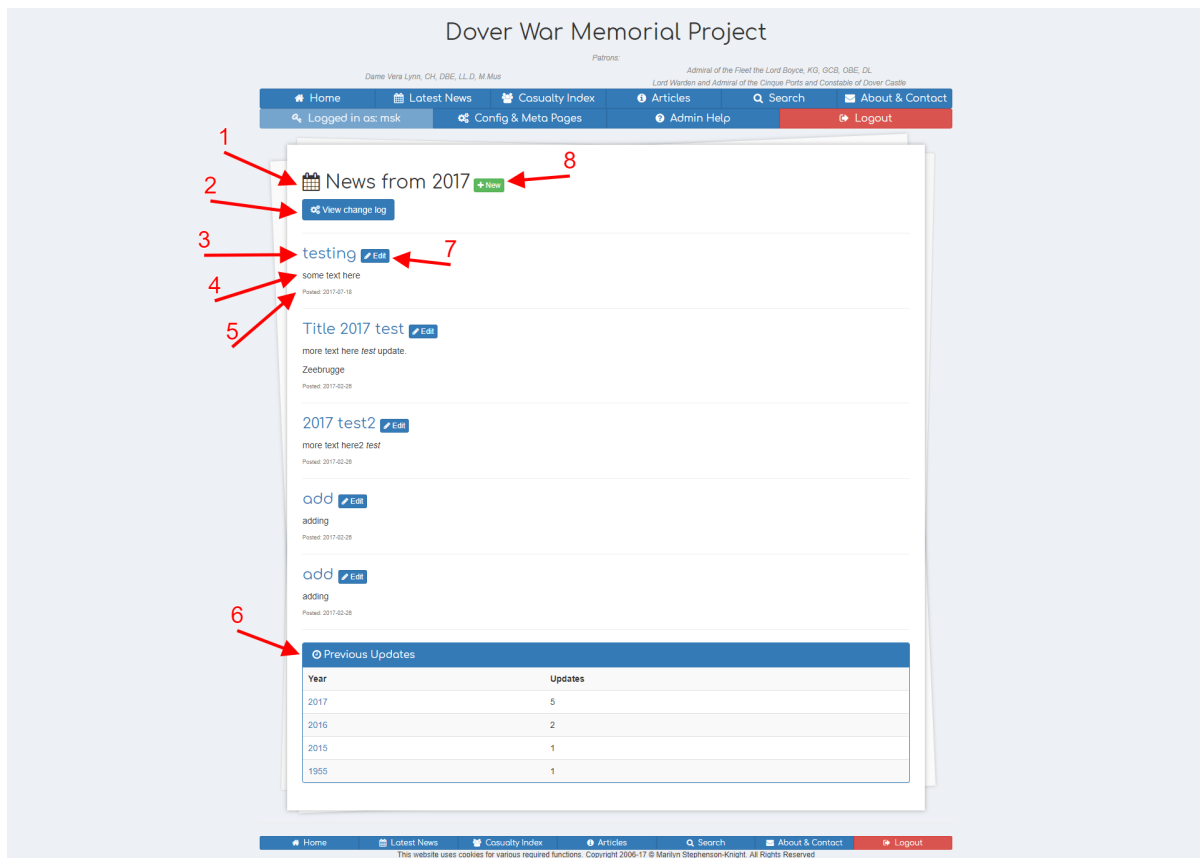 Dover War Memorial Project
Patrons:
Dame Vera Lynn, CH, DBE, LL.D, M.Mus
Admiral of the Fleet the Lord Boyce, KG, GCB, OBE, DL
Lord Warden and Admiral of the Cinque Ports and Constable of Dover Castle
Home Latest News Casualty Index Articles Search About & Contact
Logged in as: msk Config & Meta Pages Admin Help Logout
1
8
News from 2017 + New
2
View change log
3
testing Edit
7
4
some text here
5
Posted: 2017-07-18
Title 2017 test Edit
more text here test update.
Zeebrugge
Posted: 2017-02-28
2017 test2 Edit
more text here2 test
Posted: 2017-02-28
add Edit
adding
Posted: 2017-02-28
add Edit
adding
Posted: 2017-02-28
6
Previous Updates
Year Updates
2017 5
2016 2
2015 1
1955 1
Home Latest News Casualty Index Articles Search About & Contact Logout
This website uses cookies for various required functions. Copyright 2006-17 © Marilyn Stephenson-Knight. All Rights Reserved